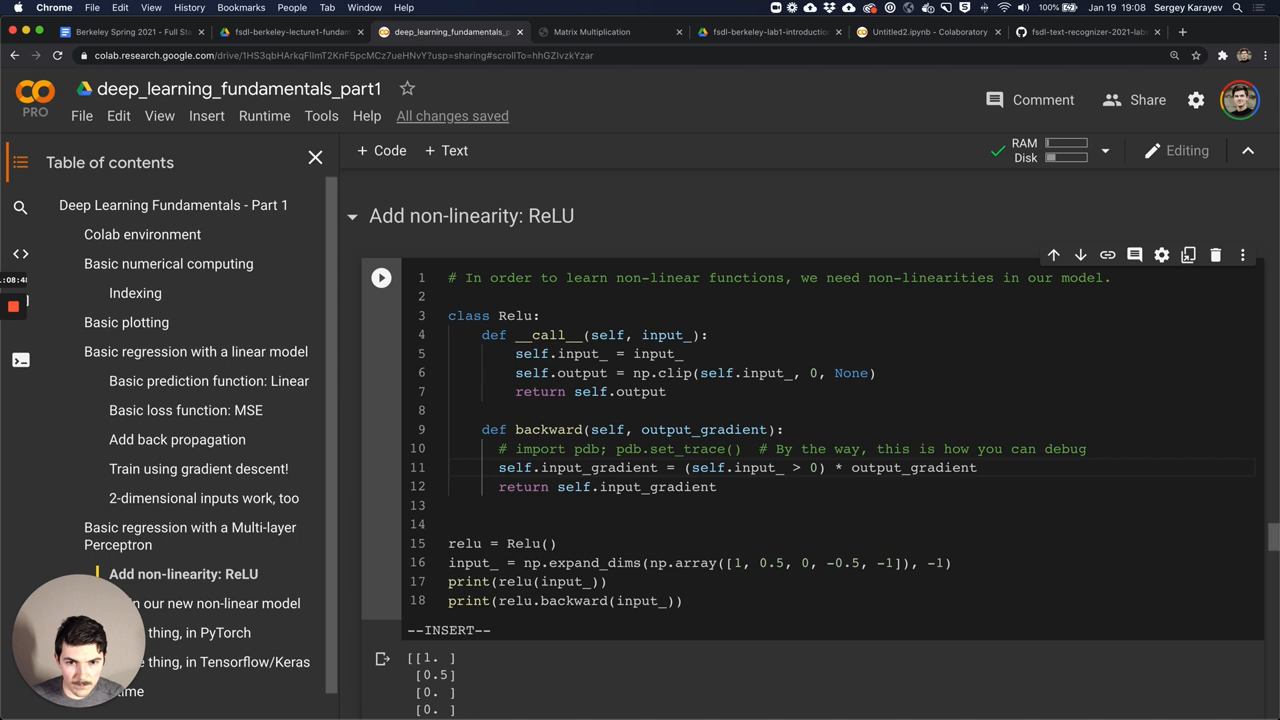 Chrome File Edit View History Bookmarks People Tab Window Help 100% Jan 19 19:08 Sergey Karayev
Berkeley Spring 2021 - Full Sta
fsdl-berkeley-lecture1-fundam
deep_learning_fundamentals_p
Matrix Multiplication
fsdl-berkeley-lab1-introduction
Untitled2.ipynb - Colaboratory
fsdl-text-recognizer-2021-labs
colab.research.google.com/drive/1HS3qbHArkqFlImT2KnF5pcMCz7ueHNvY?usp=sharing#scrollTo=hhGZIvzkYzar
PRO
deep_learning_fundamentals_part1
File Edit View Insert Runtime Tools Help All changes saved
Comment Share
Table of contents
+ Code + Text
RAM
Disk
Editing
Deep Learning Fundamentals - Part 1
Colab environment
Basic numerical computing
Indexing
Basic plotting
Basic regression with a linear model
Basic prediction function: Linear
Basic loss function: MSE
Add back propagation
Train using gradient descent!
2-dimensional inputs work, too
Basic regression with a Multi-layer
Perceptron
Add non-linearity: ReLU
n our new non-linear model
thing, in PyTorch
e thing, in Tensorflow/Keras
time
1:08:48
Add non-linearity: ReLU
1 # In order to learn non-linear functions, we need non-linearities in our model.
2
3 class Relu:
4 def __call__(self, input_):
5 self.input_ = input_
6 self.output = np.clip(self.input_, 0, None)
7 return self.output
8
9 def backward(self, output_gradient):
10 # import pdb; pdb.set_trace() # By the way, this is how you can debug
11 self.input_gradient = (self.input_ > 0) * output_gradient
12 return self.input_gradient
13
14
15 relu = Relu()
16 input_ = np.expand_dims(np.array([1, 0.5, 0, -0.5, -1]), -1)
17 print(relu(input_))
18 print(relu.backward(input_))
--INSERT--
[[1. ]
[0.5]
[0. ]
[0. ]